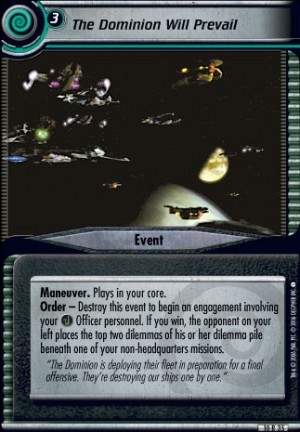 3 The Dominion Will Prevail
Event
Maneuver. Plays in your core.
Order – Destroy this event to begin an engagement involving
your Officer personnel. If you win, the opponent on your
left places the top two dilemmas of his or her dilemma pile
beneath one of your non-headquarters missions.
"The Dominion is deploying their fleet in preparation for a final
offensive. They're destroying our ships one by one."